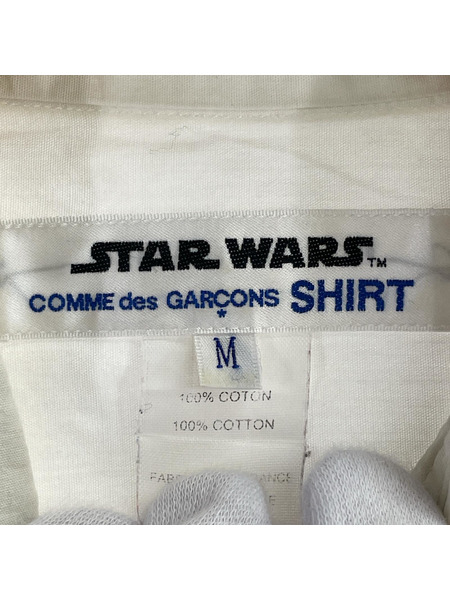 STAR WARS™
COMME des GARÇONS SHIRT
*
M
100% COTON
100% COTTON